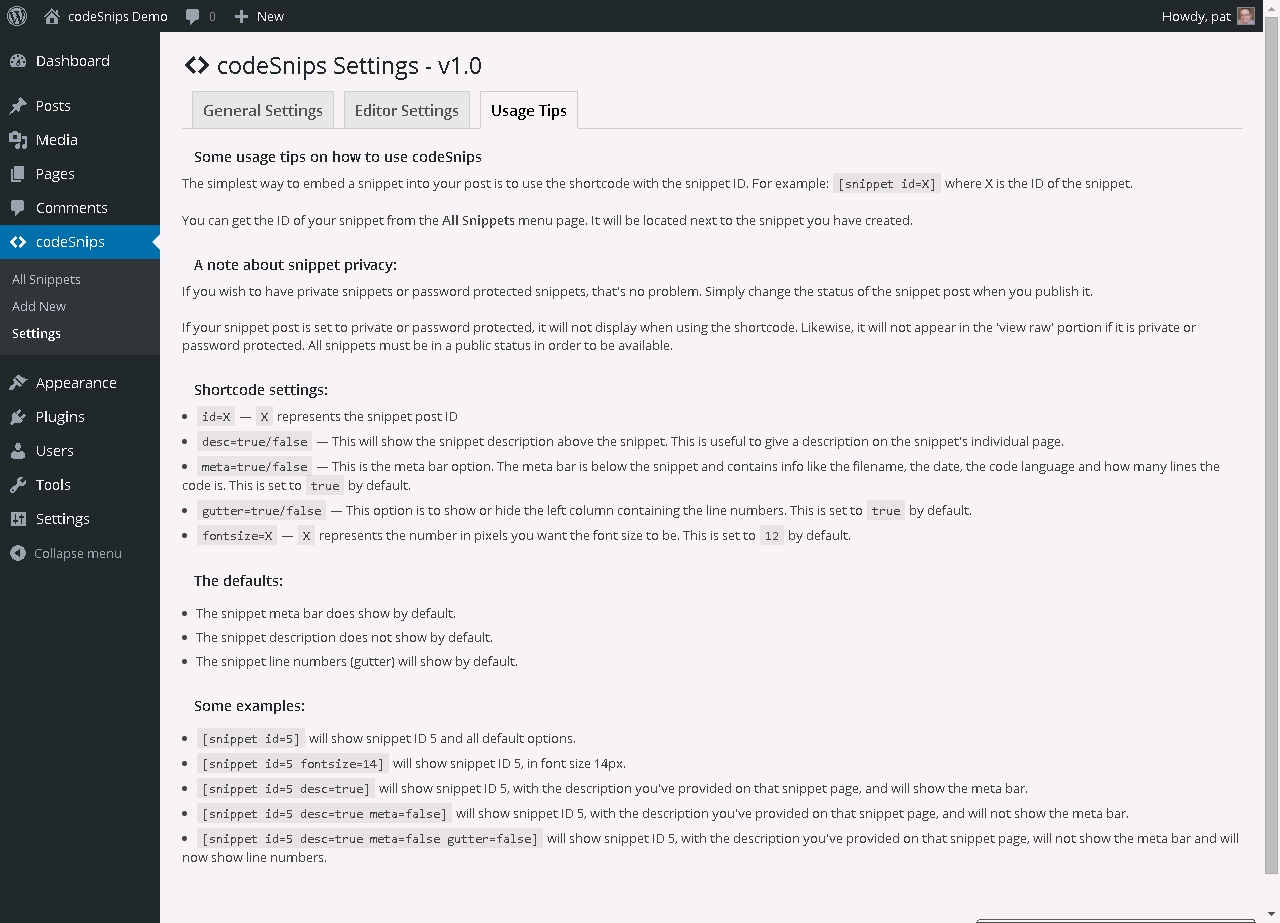 codeSnips Demo 0 New Howdy, pat
Dashboard
Posts
Media
Pages
Comments
codeSnips
All Snippets
Add New
Settings
Appearance
Plugins
Users
Tools
Settings
Collapse menu
codeSnips Settings - v1.0
General Settings Editor Settings Usage Tips
Some usage tips on how to use codeSnips
The simplest way to embed a snippet into your post is to use the shortcode with the snippet ID. For example: [snippet id=X] where X is the ID of the snippet.
You can get the ID of your snippet from the All Snippets menu page. It will be located next to the snippet you have created.
A note about snippet privacy:
If you wish to have private snippets or password protected snippets, that's no problem. Simply change the status of the snippet post when you publish it.
If your snippet post is set to private or password protected, it will not display when using the shortcode. Likewise, it will not appear in the 'view raw' portion if it is private or
password protected. All snippets must be in a public status in order to be available.
Shortcode settings:
• id=X — X represents the snippet post ID
• desc=true/false — This will show the snippet description above the snippet. This is useful to give a description on the snippet's individual page.
• meta=true/false — This is the meta bar option. The meta bar is below the snippet and contains info like the filename, the date, the code language and how many lines the
code is. This is set to true by default.
• gutter=true/false — This option is to show or hide the left column containing the line numbers. This is set to true by default.
• fontsize=X — X represents the number in pixels you want the font size to be. This is set to 12 by default.
The defaults:
• The snippet meta bar does show by default.
• The snippet description does not show by default.
• The snippet line numbers (gutter) will show by default.
Some examples:
• [snippet id=5] will show snippet ID 5 and all default options.
• [snippet id=5 fontsize=14] will show snippet ID 5, in font size 14px.
• [snippet id=5 desc=true] will show snippet ID 5, with the description you've provided on that snippet page, and will show the meta bar.
• [snippet id=5 desc=true meta=false] will show snippet ID 5, with the description you've provided on that snippet page, and will not show the meta bar.
• [snippet id=5 desc=true meta=false gutter=false] will show snippet ID 5, with the description you've provided on that snippet page, will not show the meta bar and will
now show line numbers.